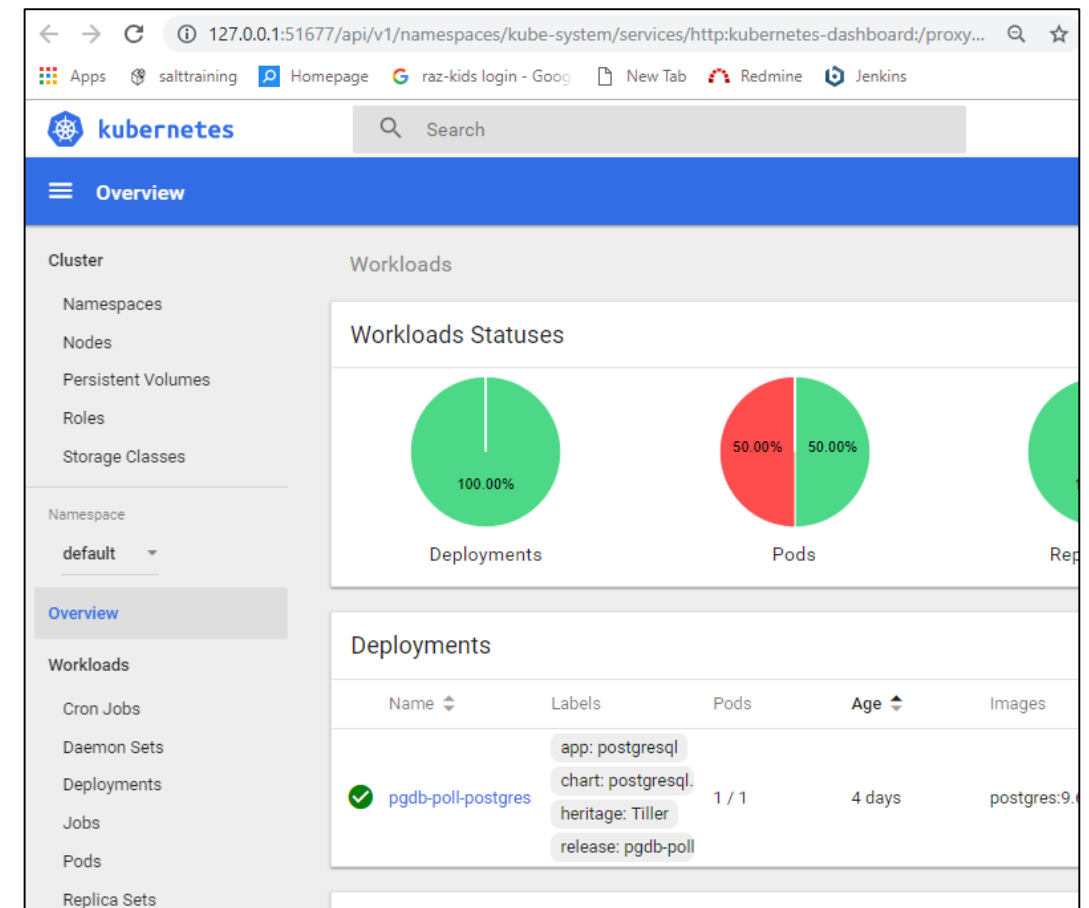 127.0.0.1:51677/api/v1/namespaces/kube-system/services/http:kubernetes-dashboard:/proxy...
Apps salttraining Homepage raz-kids login - Goog New Tab Redmine Jenkins
kubernetes Search
Overview
Cluster
Namespaces
Nodes
Persistent Volumes
Roles
Storage Classes
Namespace
default
Overview
Workloads
Cron Jobs
Daemon Sets
Deployments
Jobs
Pods
Replica Sets
Workloads
Workloads Statuses
100.00%
50.00% 50.00%
Deployments Pods Rep
Deployments
Name Labels Pods Age Images
app: postgresql
chart: postgresql.
heritage: Tiller
release: pgdb-poll
pgdb-poll-postgres 1 / 1 4 days postgres:9.6